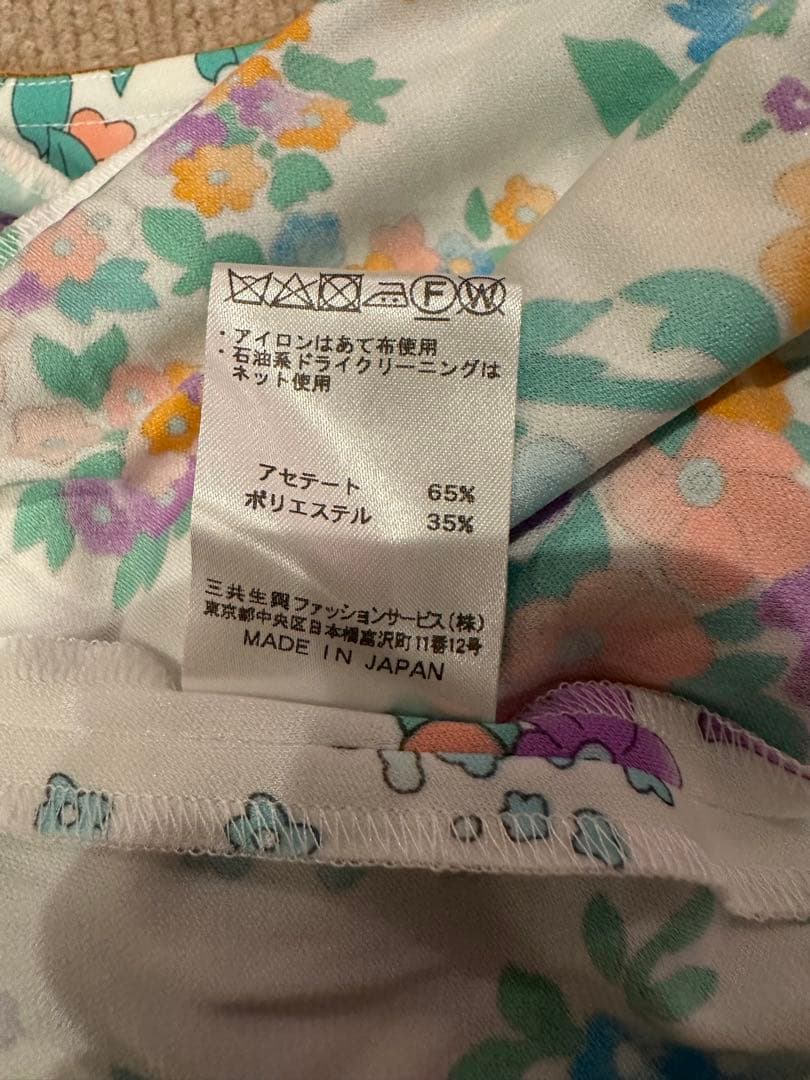 F W
・アイロンはあて布使用
・石油系ドライクリーニングは
ネット使用
アセテート 65%
ポリエステル 35%
三共生興ファッションサービス(株)
東京都中央区日本橋富沢町11番12号
MADE IN JAPAN